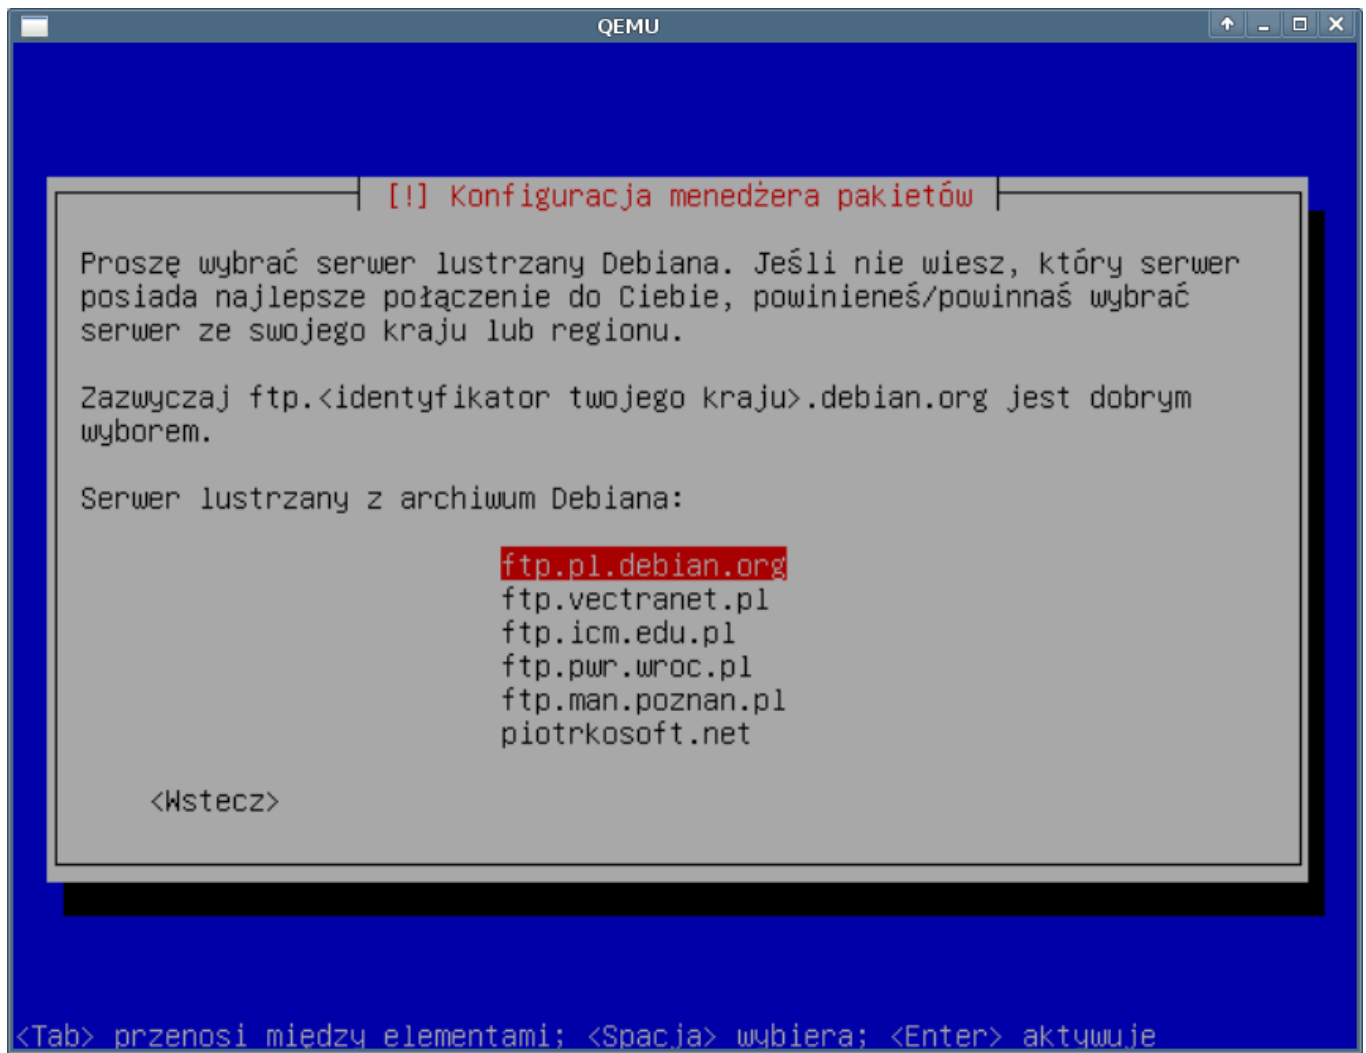 QEMU
[!] Konfiguracja menedżera pakietów
Proszę wybrać serwer lustrzany Debiana. Jeśli nie wiesz, który serwer
posiada najlepsze połączenie do Ciebie, powinieneś/powinnaś wybrać
serwer ze swojego kraju lub regionu.
Zazwyczaj ftp.<identyfikator twojego kraju>.debian.org jest dobrym
wyborem.
Serwer lustrzany z archiwum Debiana:
ftp.pl.debian.org
ftp.vectranet.pl
ftp.icm.edu.pl
ftp.pwr.wroc.pl
ftp.man.poznan.pl
piotrkosoft.net
<Wstecz>
<Tab> przenosi między elementami; <Spacja> wybiera; <Enter> aktywuje